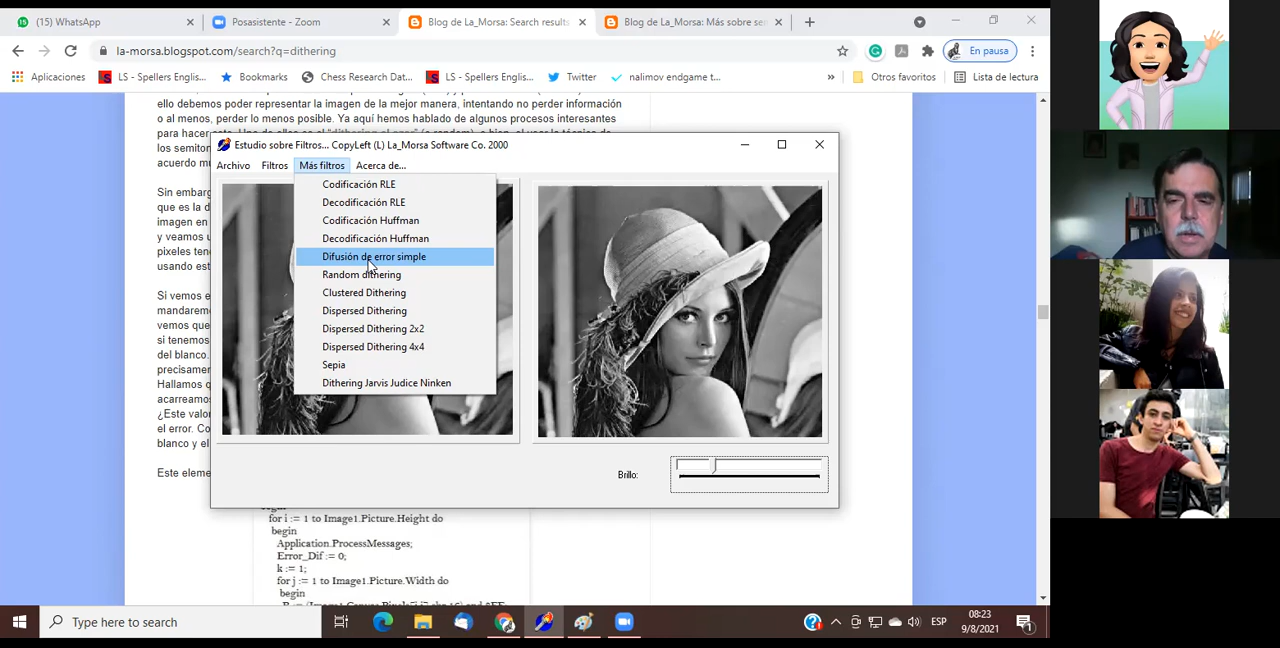 (15) WhatsApp
Posasistente - Zoom
Blog de La_Morsa: Search results
Blog de La_Morsa: Más sobre sen
la-morsa.blogspot.com/search?q=dithering
En pausa
Aplicaciones
LS - Spellers Englis...
Bookmarks
Chess Research Dat...
LS - Spellers Englis...
Twitter
nalimov endgame t...
»
Otros favoritos
Lista de lectura
ello debemos poder representar la imagen de la mejor manera, intentando no perder información
o al menos, perder lo menos posible. Ya aquí hemos hablado de algunos procesos interesantes
para hacer
los semiton
acuerdo mu
Sin embarg
que es la d
imagen en
y veamos u
pixeles ten
usando est
Si vemos e
mandaremo
vemos que
si tenemos
del blanco.
precisamer
Hallamos q
acarreamos
¿Este valor
el error. Co
blanco y el
Este eleme
Estudio sobre Filtros... CopyLeft (L) La_Morsa Software Co. 2000
Archivo Filtros Más filtros Acerca de...
Codificación RLE
Decodificación RLE
Codificación Huffman
Decodificación Huffman
Difusión de error simple
Random dithering
Clustered Dithering
Dispersed Dithering
Dispersed Dithering 2x2
Dispersed Dithering 4x4
Sepia
Dithering Jarvis Judice Ninken
Brillo:
for i := 1 to Image1.Picture.Height do
begin
Application.ProcessMessages;
Error_Dif := 0;
k := 1;
for j := 1 to Image1.Picture.Width do
begin
Type here to search
ESP
08:23
9/8/2021
1